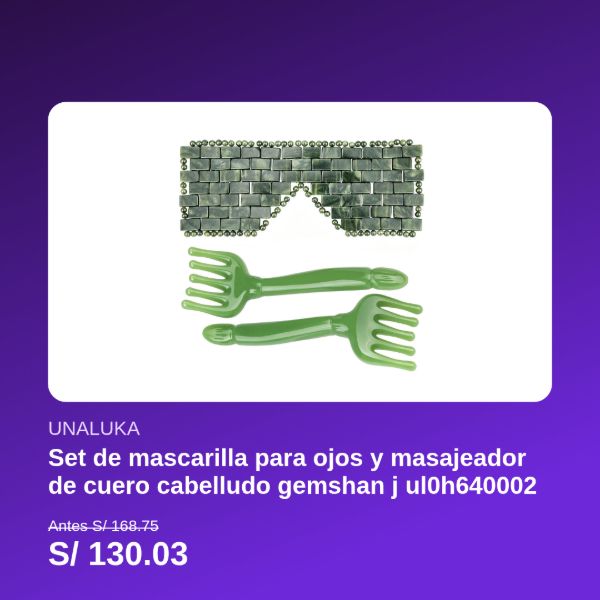 UNALUKA
Set de mascarilla para ojos y masajeador
de cuero cabelludo gemshan j ul0h640002
Antes S/ 168.75
S/ 130.03